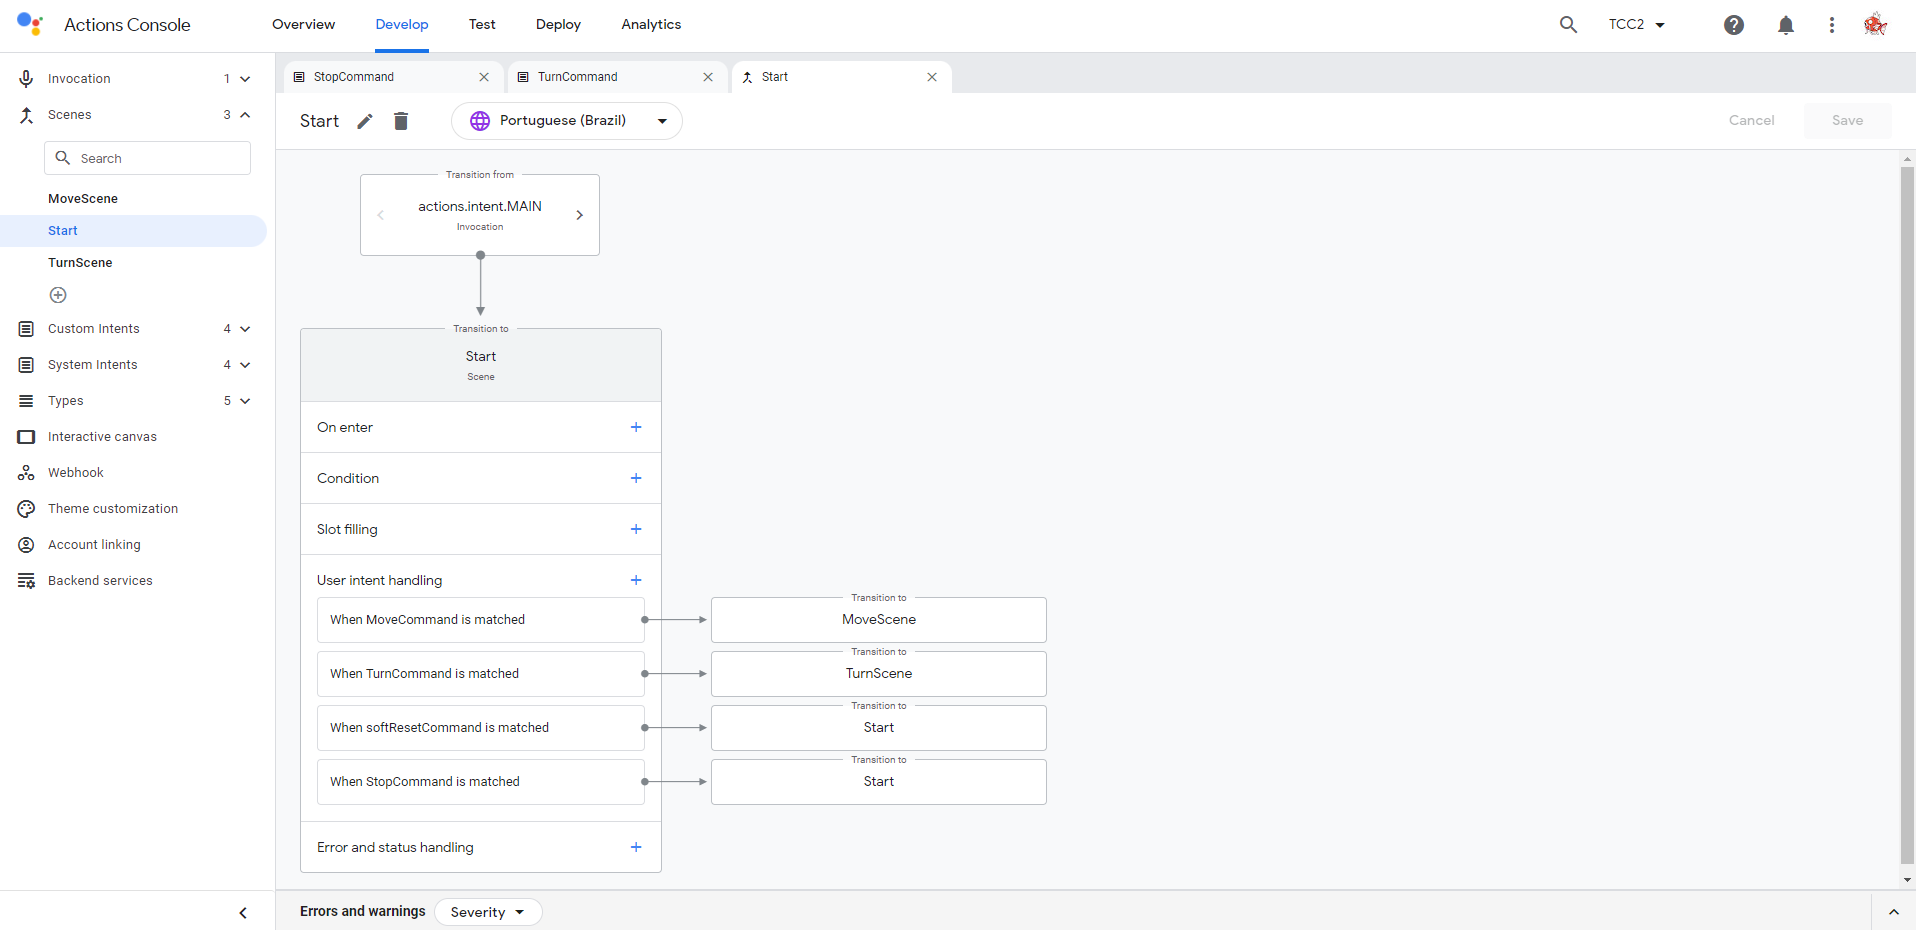 Actions Console
Overview
Develop
Test
Deploy
Analytics
TCC2
Invocation 1
Scenes 3
Search
MoveScene
Start
TurnScene
Custom Intents 4
System Intents 4
Types 5
Interactive canvas
Webhook
Theme customization
Account linking
Backend services
StopCommand
TurnCommand
Start
Start
Portuguese (Brazil)
Cancel
Save
Transition from
actions.intent.MAIN
Invocation
Transition to
Start
Scene
On enter
Condition
Slot filling
User intent handling
When MoveCommand is matched
Transition to
MoveScene
When TurnCommand is matched
Transition to
TurnScene
When softResetCommand is matched
Transition to
Start
When StopCommand is matched
Transition to
Start
Error and status handling
Errors and warnings
Severity